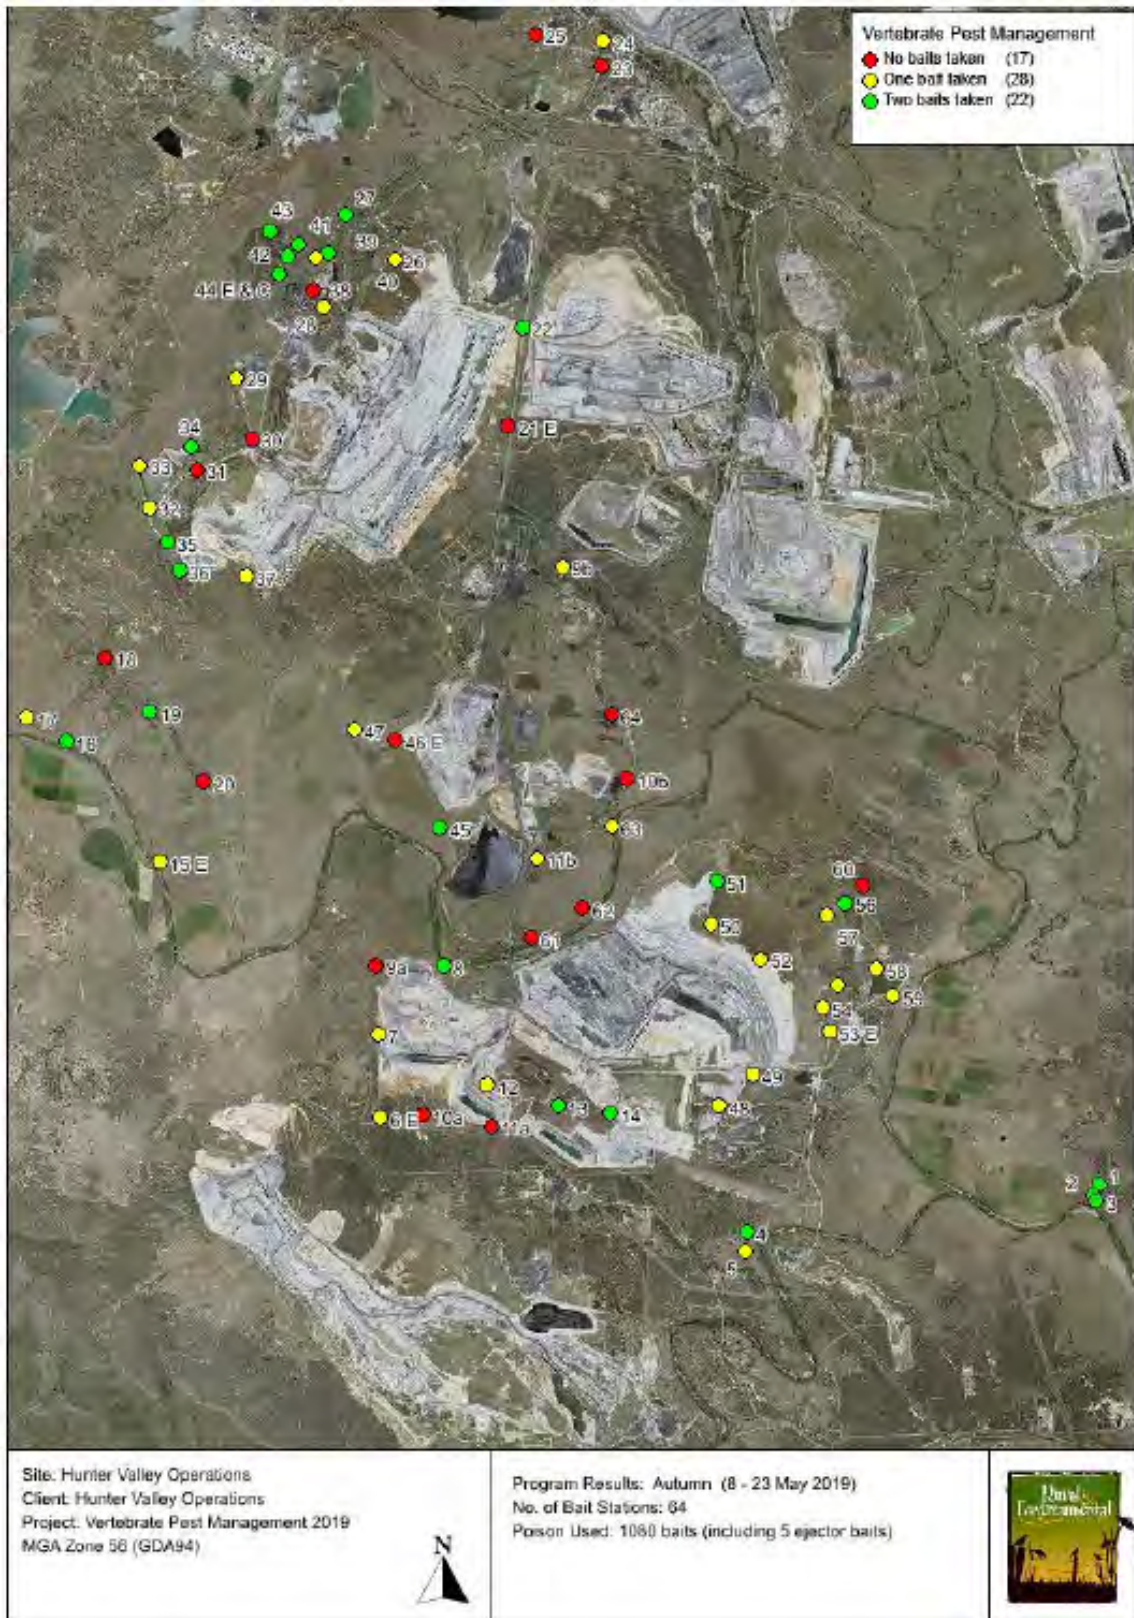 Vertebrate Pest Management
No baits taken (17)
One bait taken (28)
Two baits taken (22)
25
24
23
27
43
41
39
42
26
40
44 E & C
38
28
22
29
34
30
21 E
33
31
32
35
36
37
18
17
19
16
47
46 E
64
20
10b
45
63
15 E
11b
51
60
56
62
50
57
61
52
9a
8
58
59
54
7
53 E
12
49
13
14
48
6 E
10a
11a
1
2
3
4
5
Site: Hunter Valley Operations
Client: Hunter Valley Operations
Project: Vertebrate Pest Management 2019
MGA Zone 56 (GDA94)
N
Program Results: Autumn (8 - 23 May 2019)
No. of Bait Stations: 64
Poison Used: 1080 baits (including 5 ejector baits)
Rural
Environmental